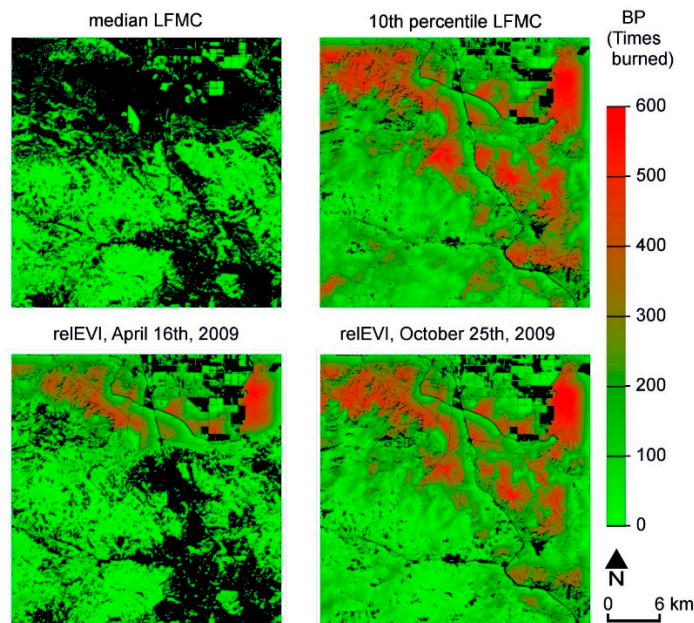 median LFMC
10th percentile LFMC
BP
(Times
burned)
600
500
400
300
200
100
0
relEVI, April 16th, 2009
relEVI, October 25th, 2009
N
0
6 km